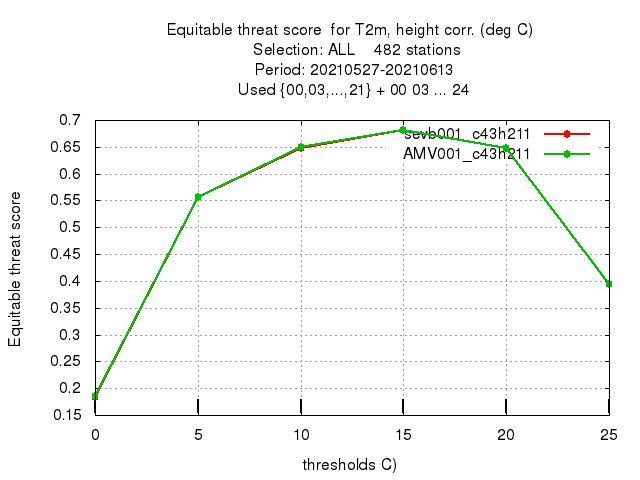 Equitable threat score  for T2m, height corr. (deg C)
Selection: ALL    482 stations
Period: 20210527-20210613
Used {00,03,...,21} + 00 03 ... 24
0.7
sevb001_c43h211
AMV001_c43h211
0.65
0.6
0.55
0.5
0.45
0.4
0.35
0.3
0.25
0.2
0.15
Equitable threat score
0 5 10 15 20 25
thresholds C)